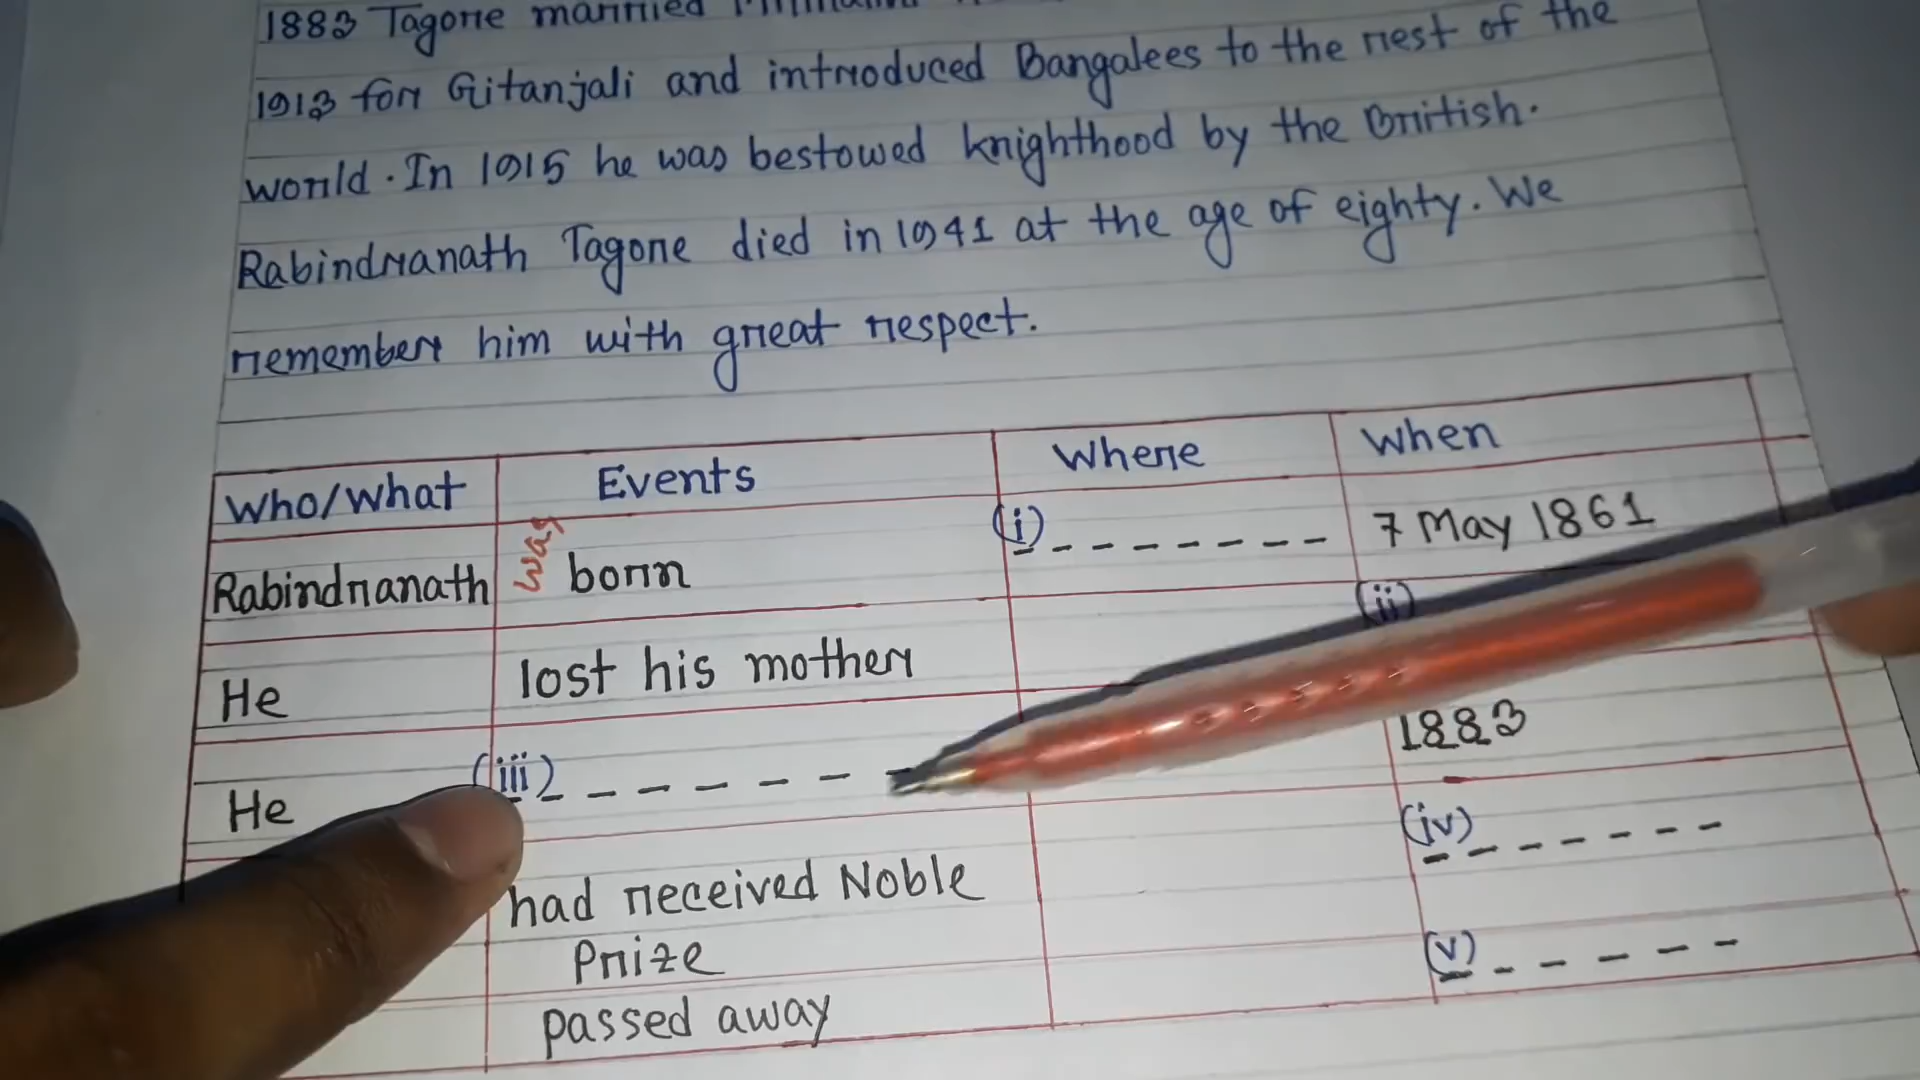 1883 Tagore married
1913 for Gitanjali and introduced Bangalees to the rest of the
world. In 1915 he was bestowed knighthood by the British.
Rabindranath Tagore died in 1941 at the age of eighty. We
remember him with great respect.
Who/What Events Where When
Rabindranath was born (i) _ _ _ _ _ _ _ _ 7 May 1861
He lost his mother (ii)
He (iii) _ _ _ _ _ _ _ 1883
had received Noble (iv) _ _ _ _ _ _ _
Prize
passed away (v) _ _ _ _ _ _